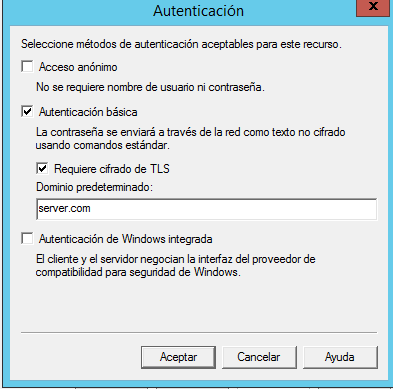 Autenticación
x
Seleccione métodos de autenticación aceptables para este recurso.
Acceso anónimo
No se requiere nombre de usuario ni contraseña.
Autenticación básica
La contraseña se enviará a través de la red como texto no cifrado
usando comandos estándar.
Requiere cifrado de TLS
Dominio predeterminado:
server.com
Autenticación de Windows integrada
El cliente y el servidor negocian la interfaz del proveedor de
compatibilidad para seguridad de Windows.
Aceptar Cancelar Ayuda